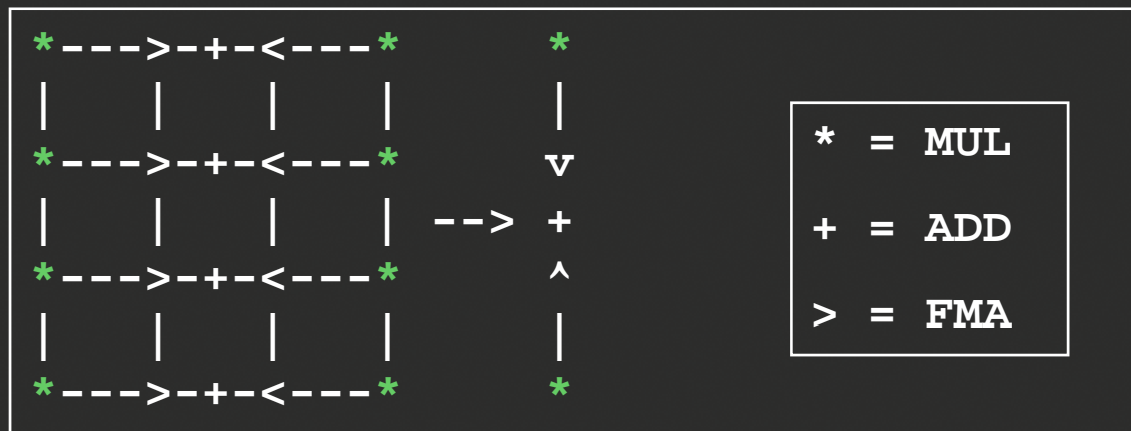 *--->-+-<---*     *
|   |   |   |     |
*--->-+-<---*     v
|   |   |   | --> +
*--->-+-<---*     ^
|   |   |   |     |
*--->-+-<---*     *
* = MUL
+ = ADD
> = FMA